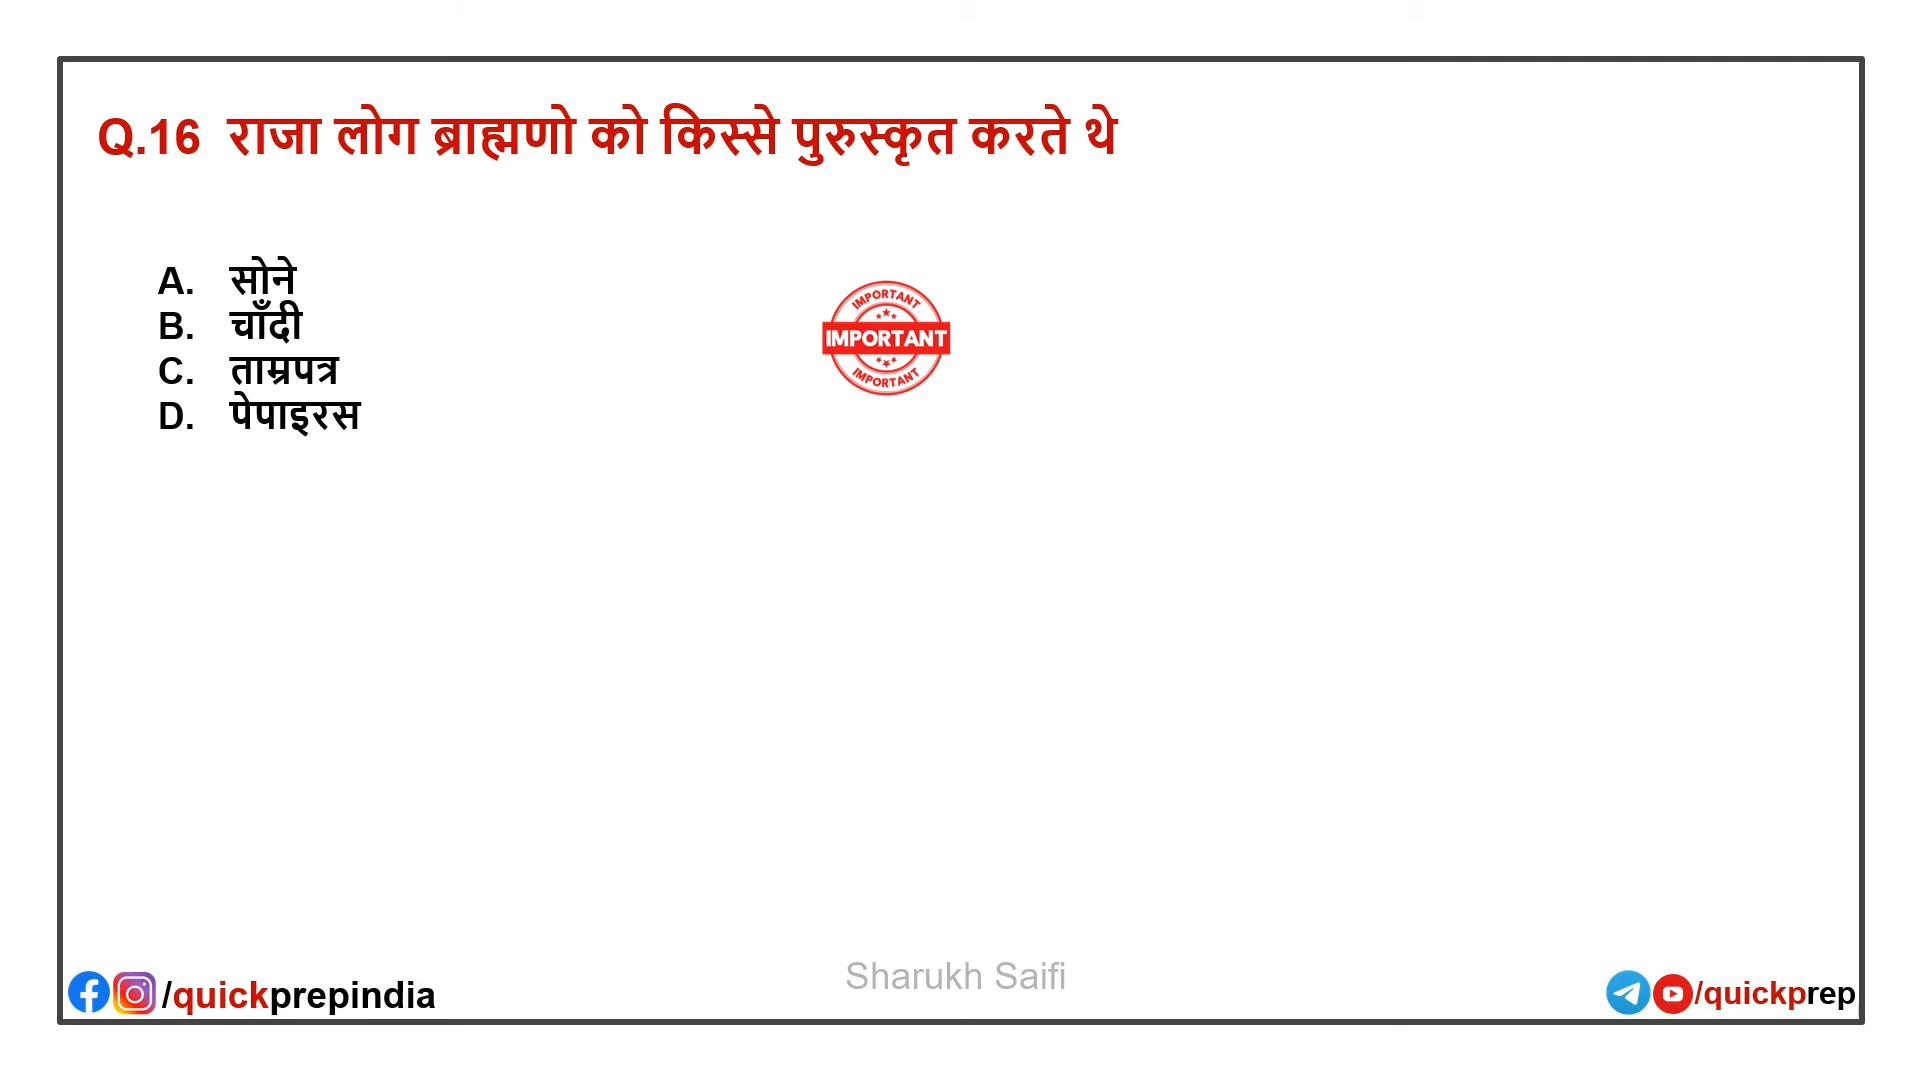 Q.16 राजा लोग ब्राह्मणो को किस्से पुरुस्कृत करते थे
A. सोने
B. चाँदी
C. ताम्रपत्र
D. पेपाइरस
IMPORTANT
IMPORTANT
IMPORTANT
Sharukh Saifi
/quickprepindia
/quickprep